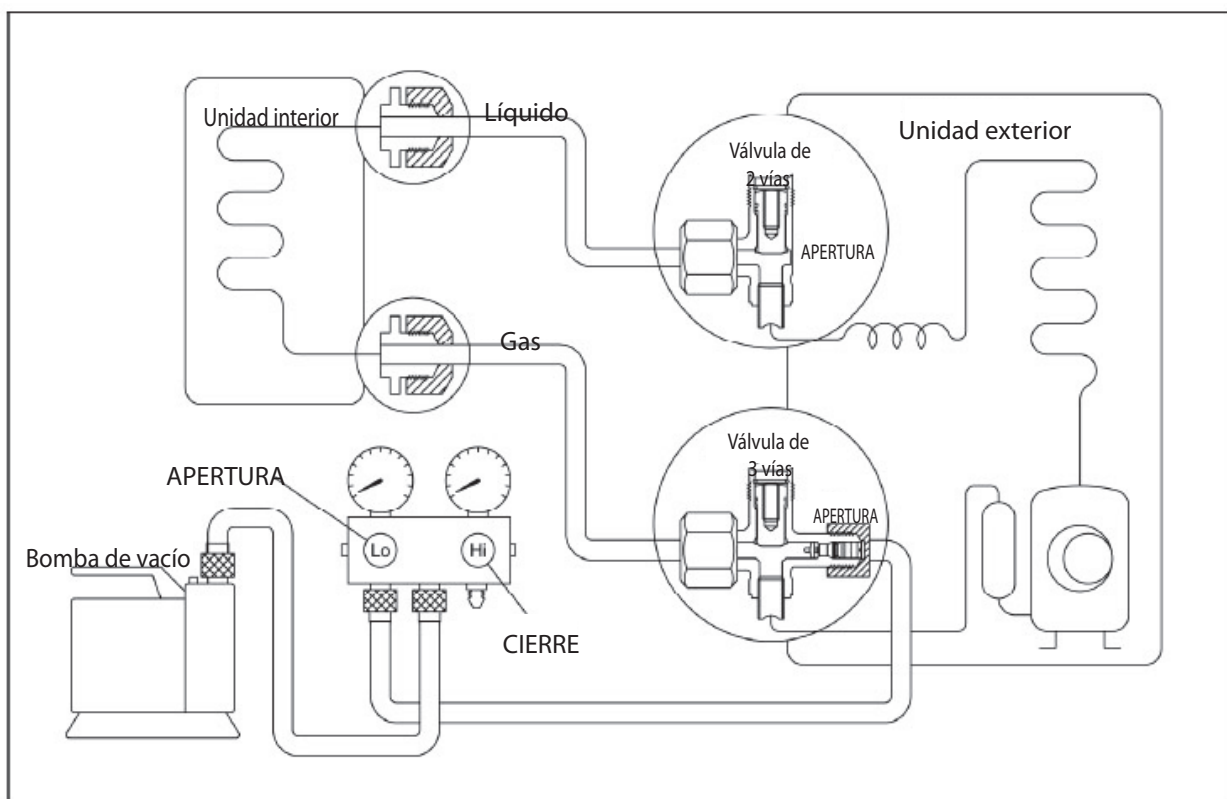 Unidad interior
Líquido
Unidad exterior
Válvula de
2 vías
APERTURA
Gas
Válvula de
3 vías
APERTURA
APERTURA
Lo
Hi
Bomba de vacío
CIERRE